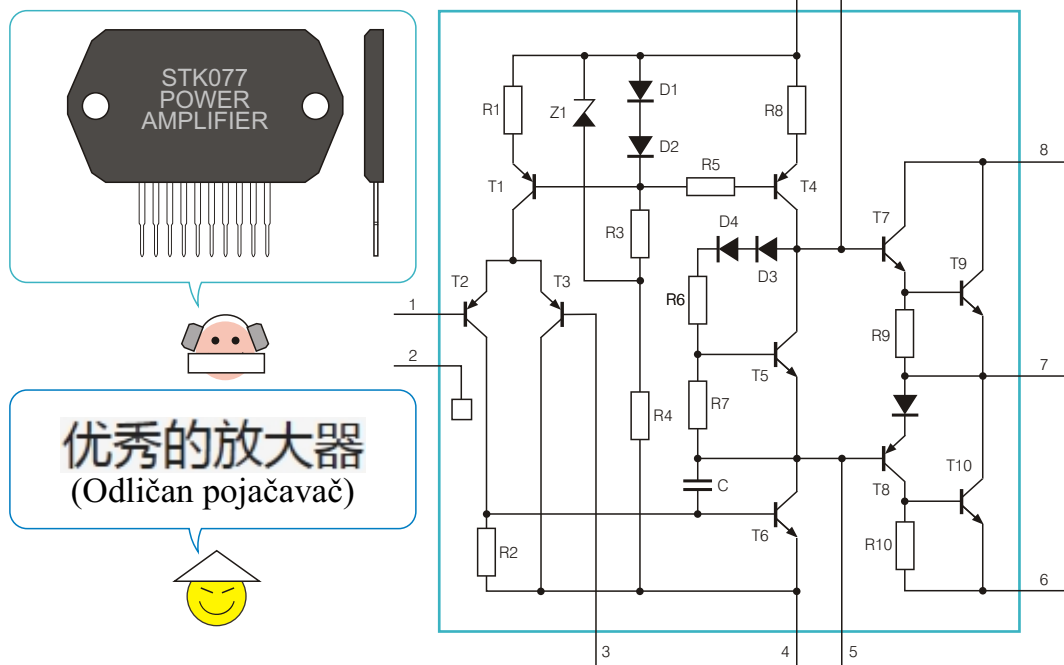 STK077
POWER
AMPLIFIER
优秀的放大器
(Odličan pojačavač)
R1
Z1
D1
D2
R8
T1
R5
T4
R3
D4
D3
T7
8
T2
T3
R6
T9
1
R9
2
T5
7
R7
R4
C
T8
T10
T6
R2
R10
6
3
4
5